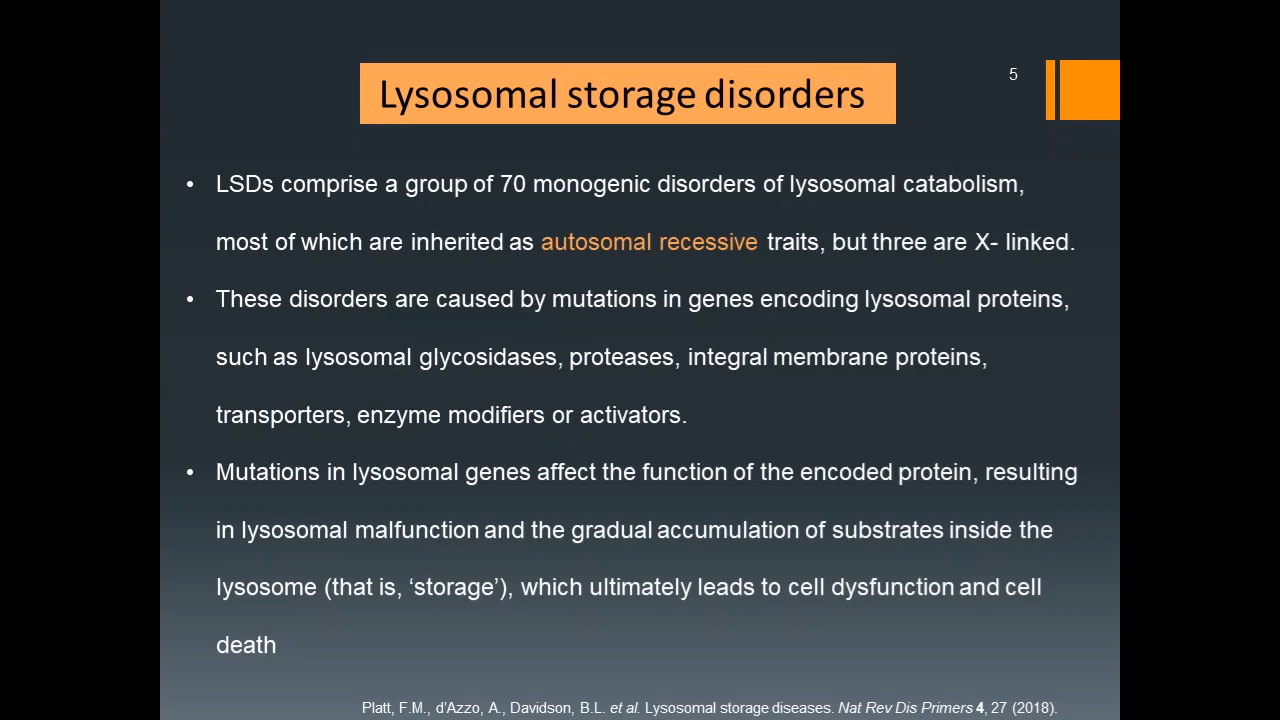 Lysosomal storage disorders
5
• LSDs comprise a group of 70 monogenic disorders of lysosomal catabolism,
most of which are inherited as autosomal recessive traits, but three are X- linked.
• These disorders are caused by mutations in genes encoding lysosomal proteins,
such as lysosomal glycosidases, proteases, integral membrane proteins,
transporters, enzyme modifiers or activators.
• Mutations in lysosomal genes affect the function of the encoded protein, resulting
in lysosomal malfunction and the gradual accumulation of substrates inside the
lysosome (that is, ‘storage’), which ultimately leads to cell dysfunction and cell
death
Platt, F.M., d’Azzo, A., Davidson, B.L. et al. Lysosomal storage diseases. Nat Rev Dis Primers 4, 27 (2018).